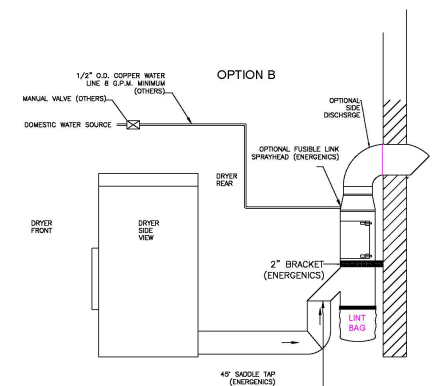 1/2" O.D. COPPER WATER
LINE 8 G.P.M. MINIMUM
(OTHERS)
OPTION B
MANUAL VALVE (OTHERS)
DOMESTIC WATER SOURCE
OPTIONAL
SIDE
DISCHSRGE
OPTIONAL FUSIBLE LINK
SPRAYHEAD (ENERGENICS)
DRYER
REAR
DRYER
FRONT
DRYER
SIDE
VIEW
2" BRACKET
(ENERGENICS)
LINT
BAG
45' SADDLE TAP
(ENERGENICS)